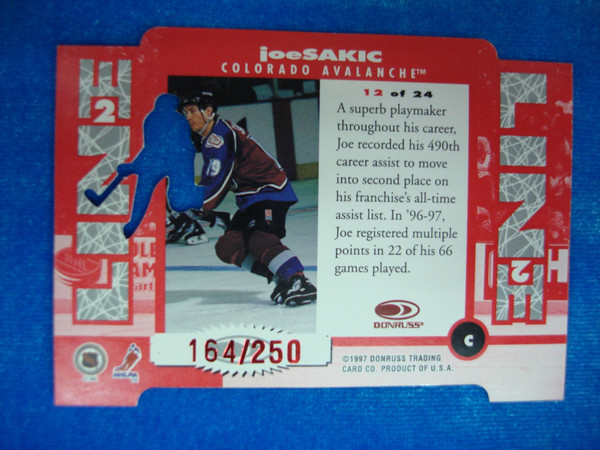 joeSAKIC
COLORADO AVALANCHE™
12 of 24
A superb playmaker
throughout his career,
Joe recorded his 490th
career assist to move
into second place on
his franchise's all-time
assist list. In '96-97,
Joe registered multiple
points in 22 of his 66
games played.
DONRUSS
C
164/250
©1997 DONRUSS TRADING
CARD CO. PRODUCT OF U.S.A.
LINE
2
LINE
2
19
NHLPA